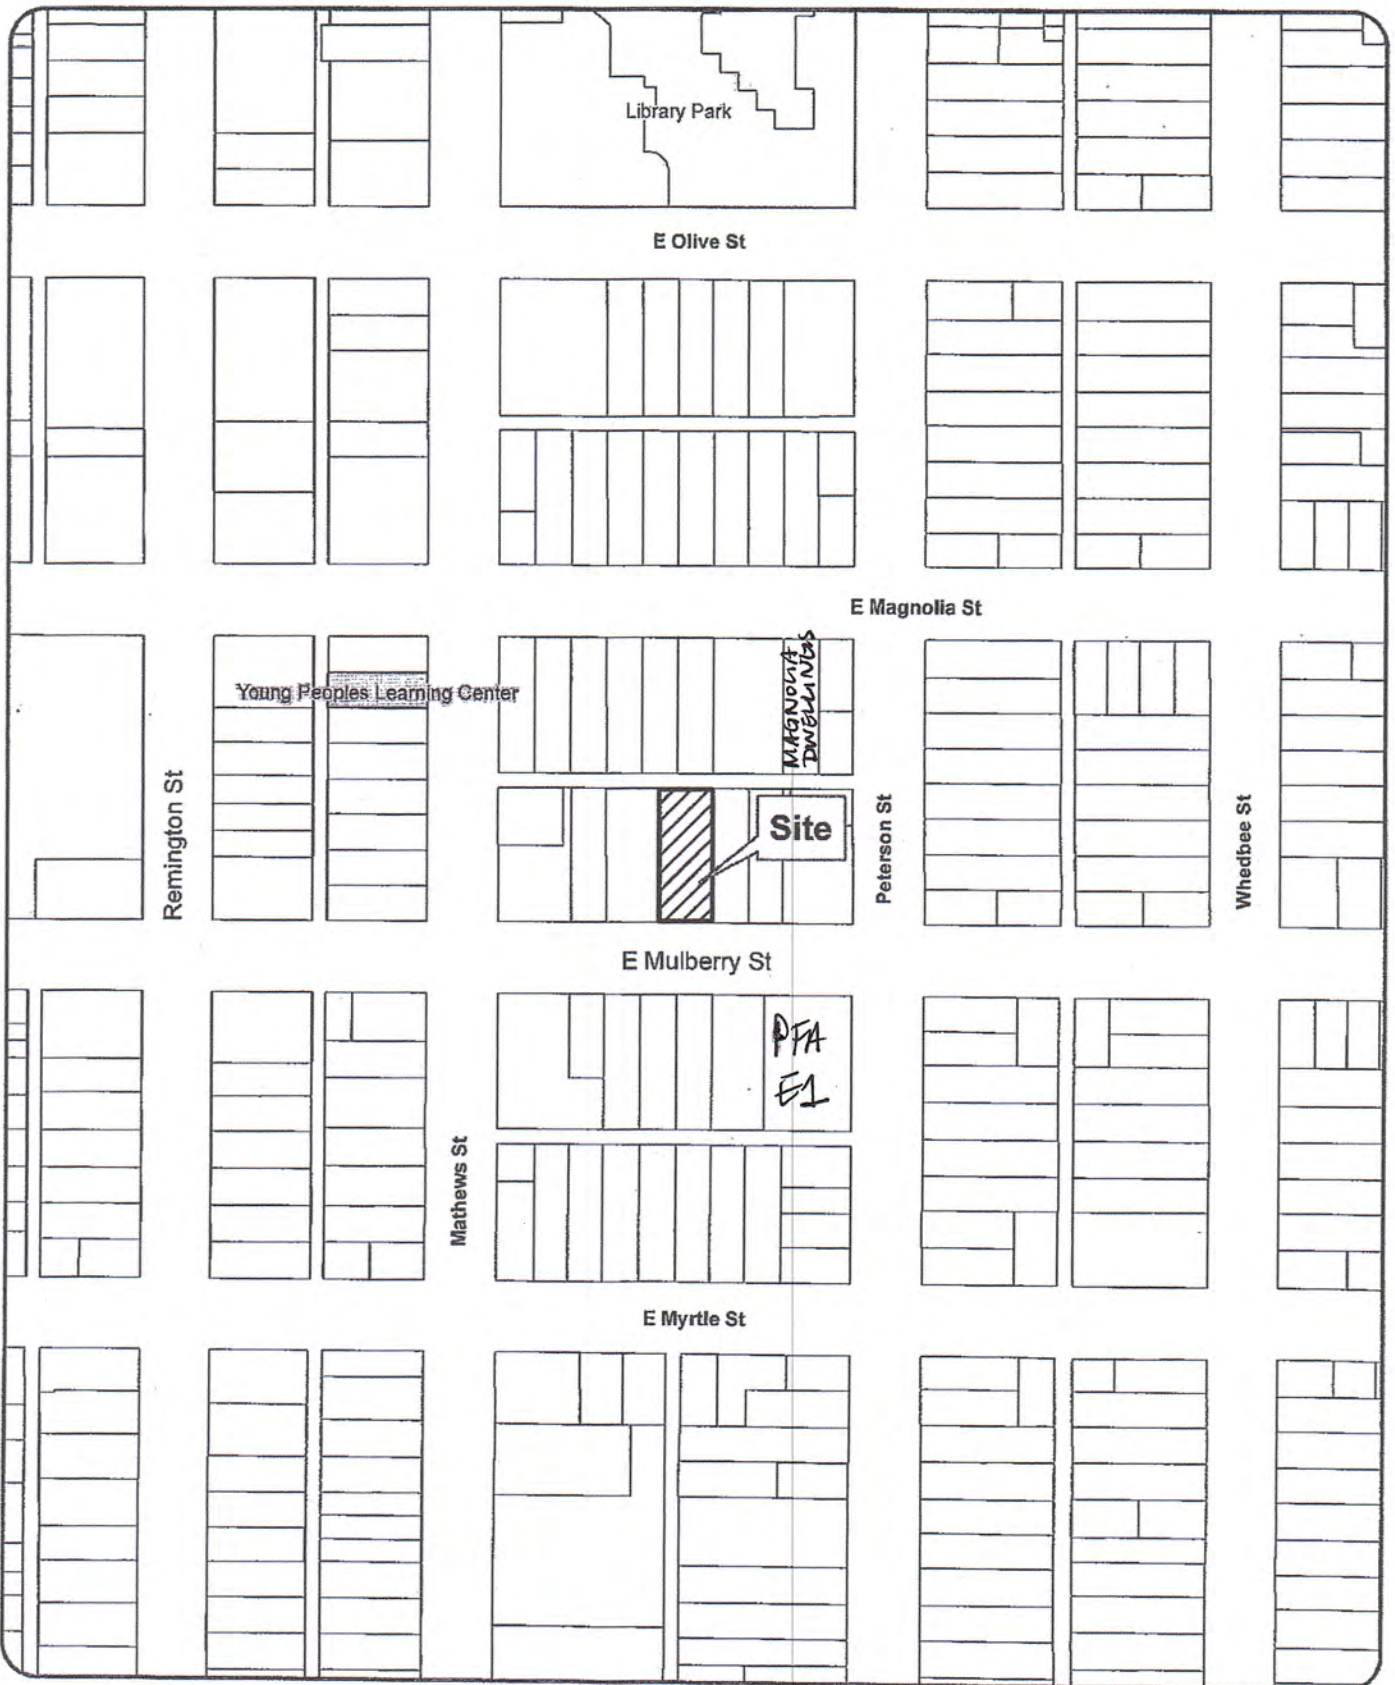 Library Park
E Olive St
E Magnolia St
MAGNOLIA
DWELLINGS
Young Peoples Learning Center
Remington St
Site
Peterson St
Whedbee St
E Mulberry St
PFA
E1
Mathews St
E Myrtle St